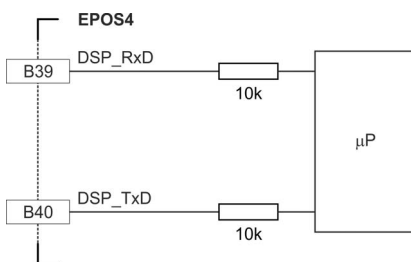 EPOS4
B39
DSP_RxD
10k
μP
B40
DSP_TxD
10k